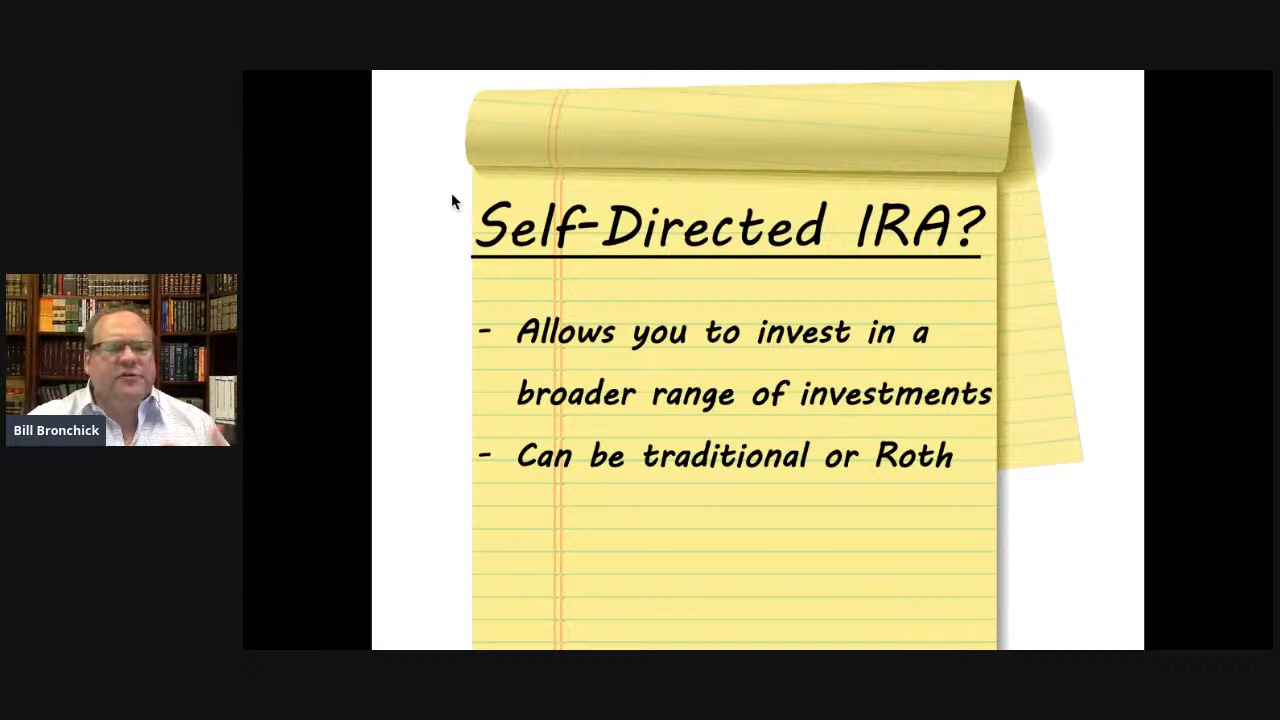 Self-Directed IRA?
- Allows you to invest in a
broader range of investments
- Can be traditional or Roth
Bill Bronchick